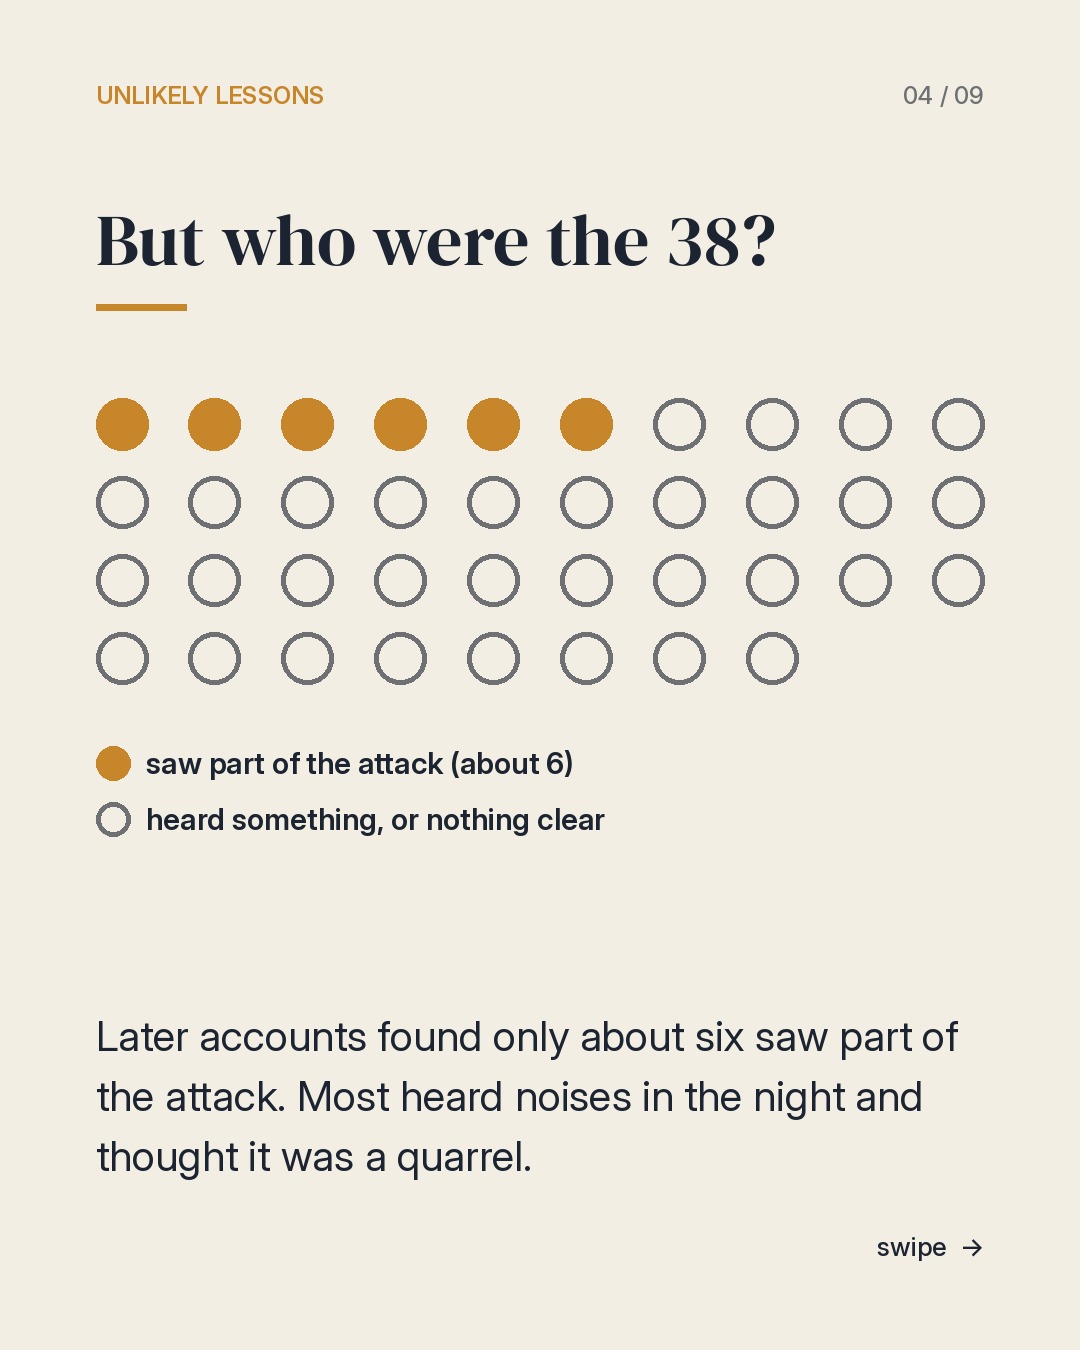 UNLIKELY LESSONS
04 / 09
But who were the 38?
saw part of the attack (about 6)
heard something, or nothing clear
Later accounts found only about six saw part of
the attack. Most heard noises in the night and
thought it was a quarrel.
swipe →